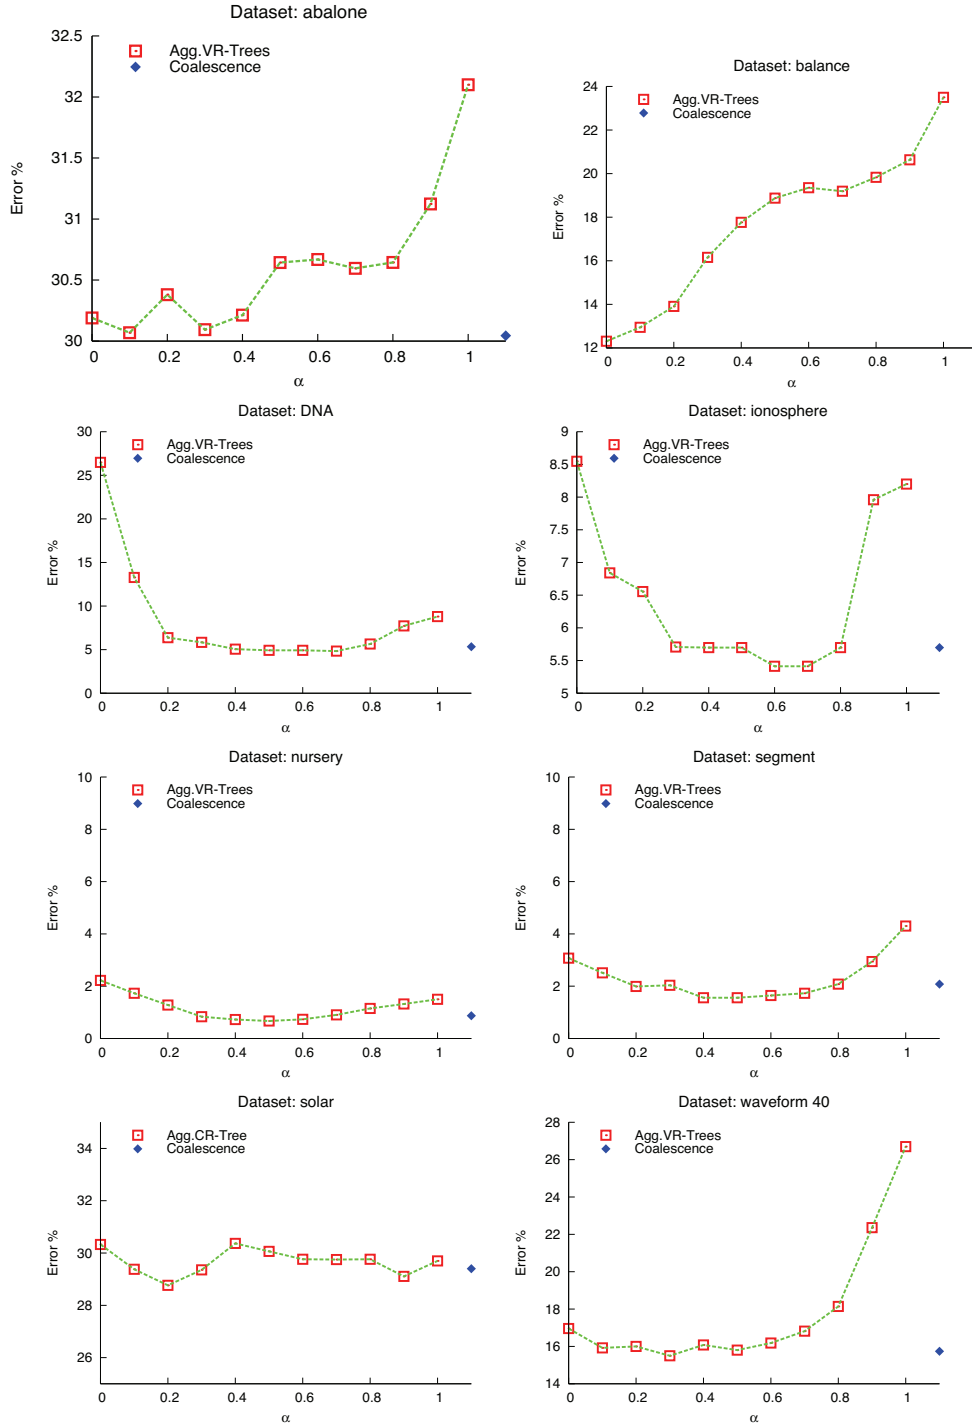 Dataset: abalone
32.5
32
31.5
31
30.5
30
Error %
Agg.VR-Trees
Coalescence
0 0.2 0.4 0.6 0.8 1
α
Dataset: balance
24
22
20
18
16
14
12
Error %
Agg.VR-Trees
Coalescence
0 0.2 0.4 0.6 0.8 1
α
Dataset: DNA
30
25
20
15
10
5
0
Error %
Agg.VR-Trees
Coalescence
0 0.2 0.4 0.6 0.8 1
α
Dataset: ionosphere
9
8.5
8
7.5
7
6.5
6
5.5
5
Error %
Agg.VR-Trees
Coalescence
0 0.2 0.4 0.6 0.8 1
α
Dataset: nursery
10
8
6
4
2
0
Error %
Agg.VR-Trees
Coalescence
0 0.2 0.4 0.6 0.8 1
α
Dataset: segment
10
8
6
4
2
0
Error %
Agg.VR-Trees
Coalescence
0 0.2 0.4 0.6 0.8 1
α
Dataset: solar
34
32
30
28
26
Error %
Agg.CR-Tree
Coalescence
0 0.2 0.4 0.6 0.8 1
α
Dataset: waveform 40
28
26
24
22
20
18
16
14
Error %
Agg.VR-Trees
Coalescence
0 0.2 0.4 0.6 0.8 1
α